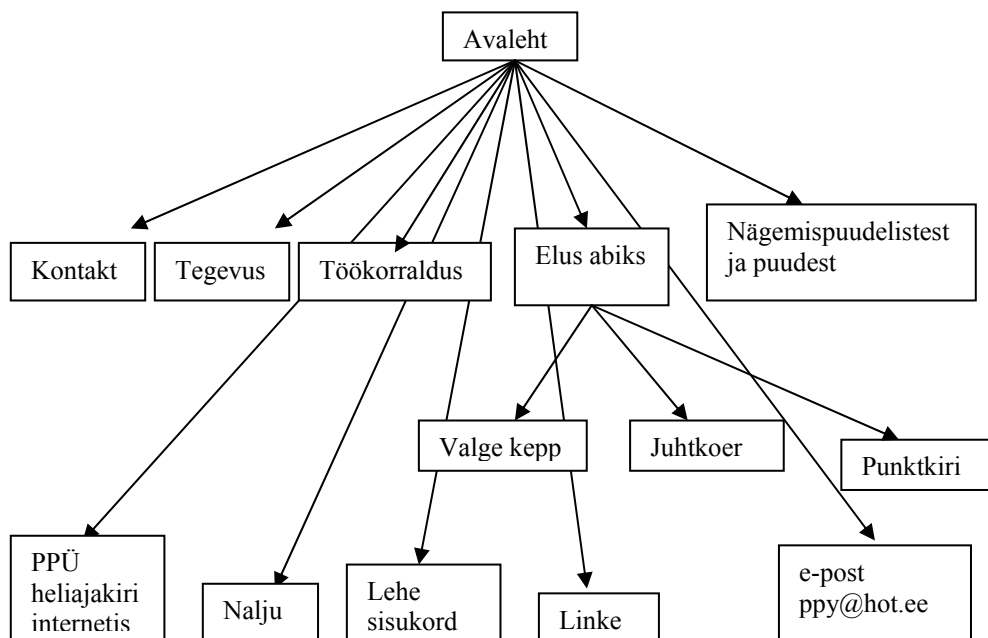 Avaleht
Kontakt
Tegevus
Töökorraldus
Elus abiks
Nägemispuudelistest
ja puudest
Valge kepp
Juhtkoer
Punktkiri
PPÜ
heliajakiri
internetis
Nalju
Lehe
sisukord
Linke
e-post
ppy@hot.ee